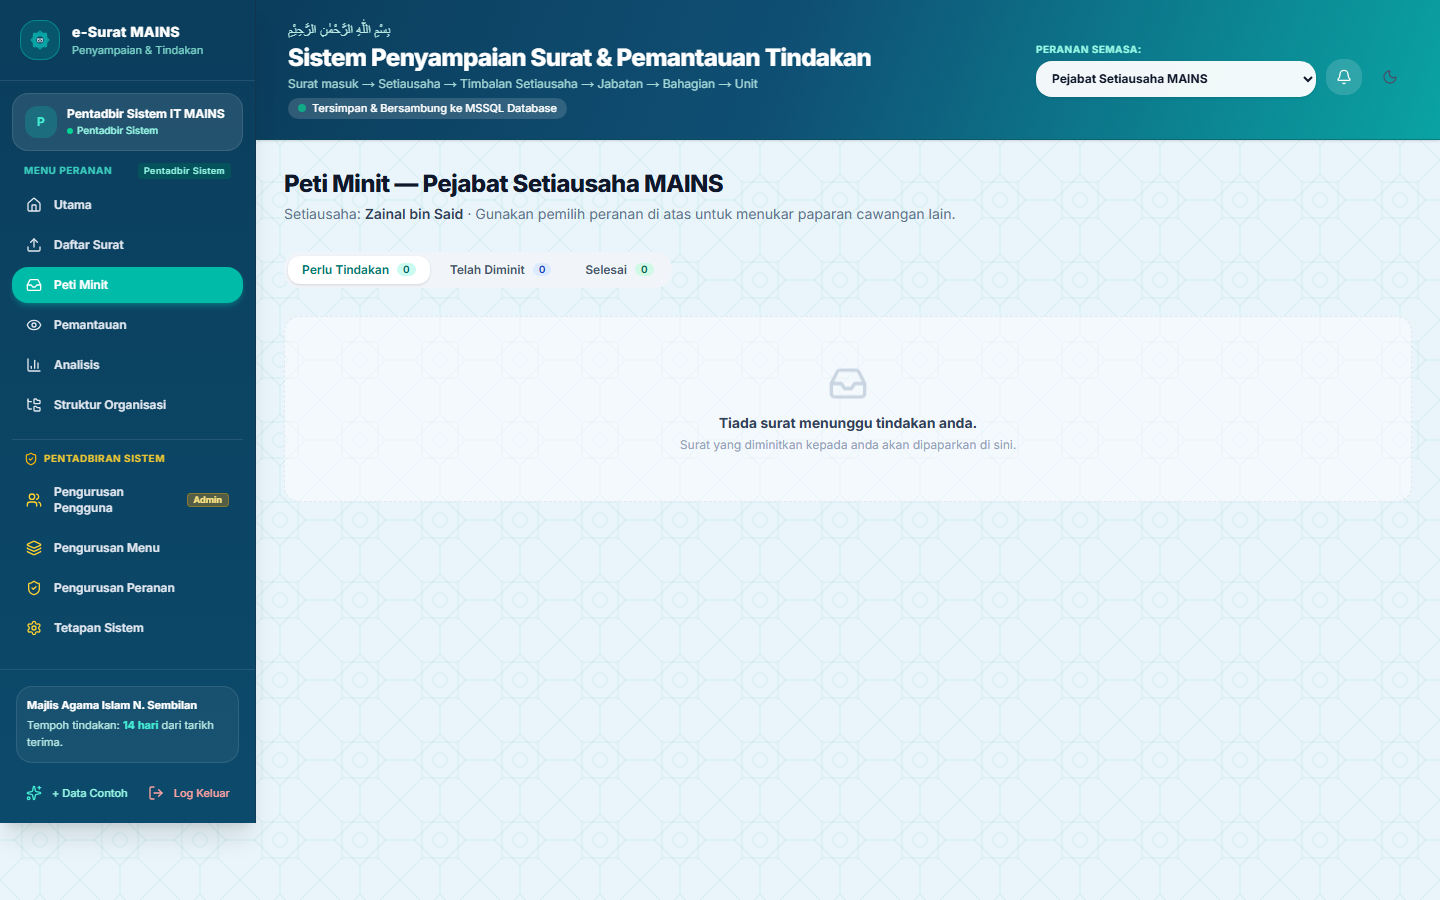 e-Surat MAINS
Penyampaian & Tindakan
P
Pentadbir Sistem IT MAINS
Pentadbir Sistem
MENU PERANAN
Pentadbir Sistem
Utama
Daftar Surat
Peti Minit
Pemantauan
Analisis
Struktur Organisasi
PENTADBIRAN SISTEM
Pengurusan
Pengguna
Admin
Pengurusan Menu
Pengurusan Peranan
Tetapan Sistem
Majlis Agama Islam N. Sembilan
Tempoh tindakan: 14 hari dari tarikh
terima.
+ Data Contoh
Log Keluar
بِسْمِ اللَّهِ الرَّحْمَٰنِ الرَّحِيْمِ
Sistem Penyampaian Surat & Pemantauan Tindakan
Surat masuk → Setiausaha → Timbalan Setiausaha → Jabatan → Bahagian → Unit
Tersimpan & Bersambung ke MSSQL Database
PERANAN SEMASA:
Pejabat Setiausaha MAINS
Peti Minit — Pejabat Setiausaha MAINS
Setiausaha: Zainal bin Said · Gunakan pemilih peranan di atas untuk menukar paparan cawangan lain.
Perlu Tindakan 0
Telah Diminit 0
Selesai 0
Tiada surat menunggu tindakan anda.
Surat yang diminitkan kepada anda akan dipaparkan di sini.